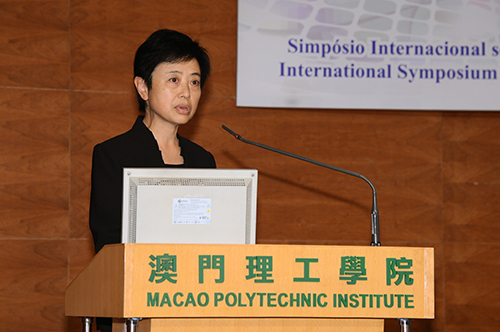 Simpósio Internacional s
International Symposium
澳門理工學院
MACAO POLYTECHNIC INSTITUTE